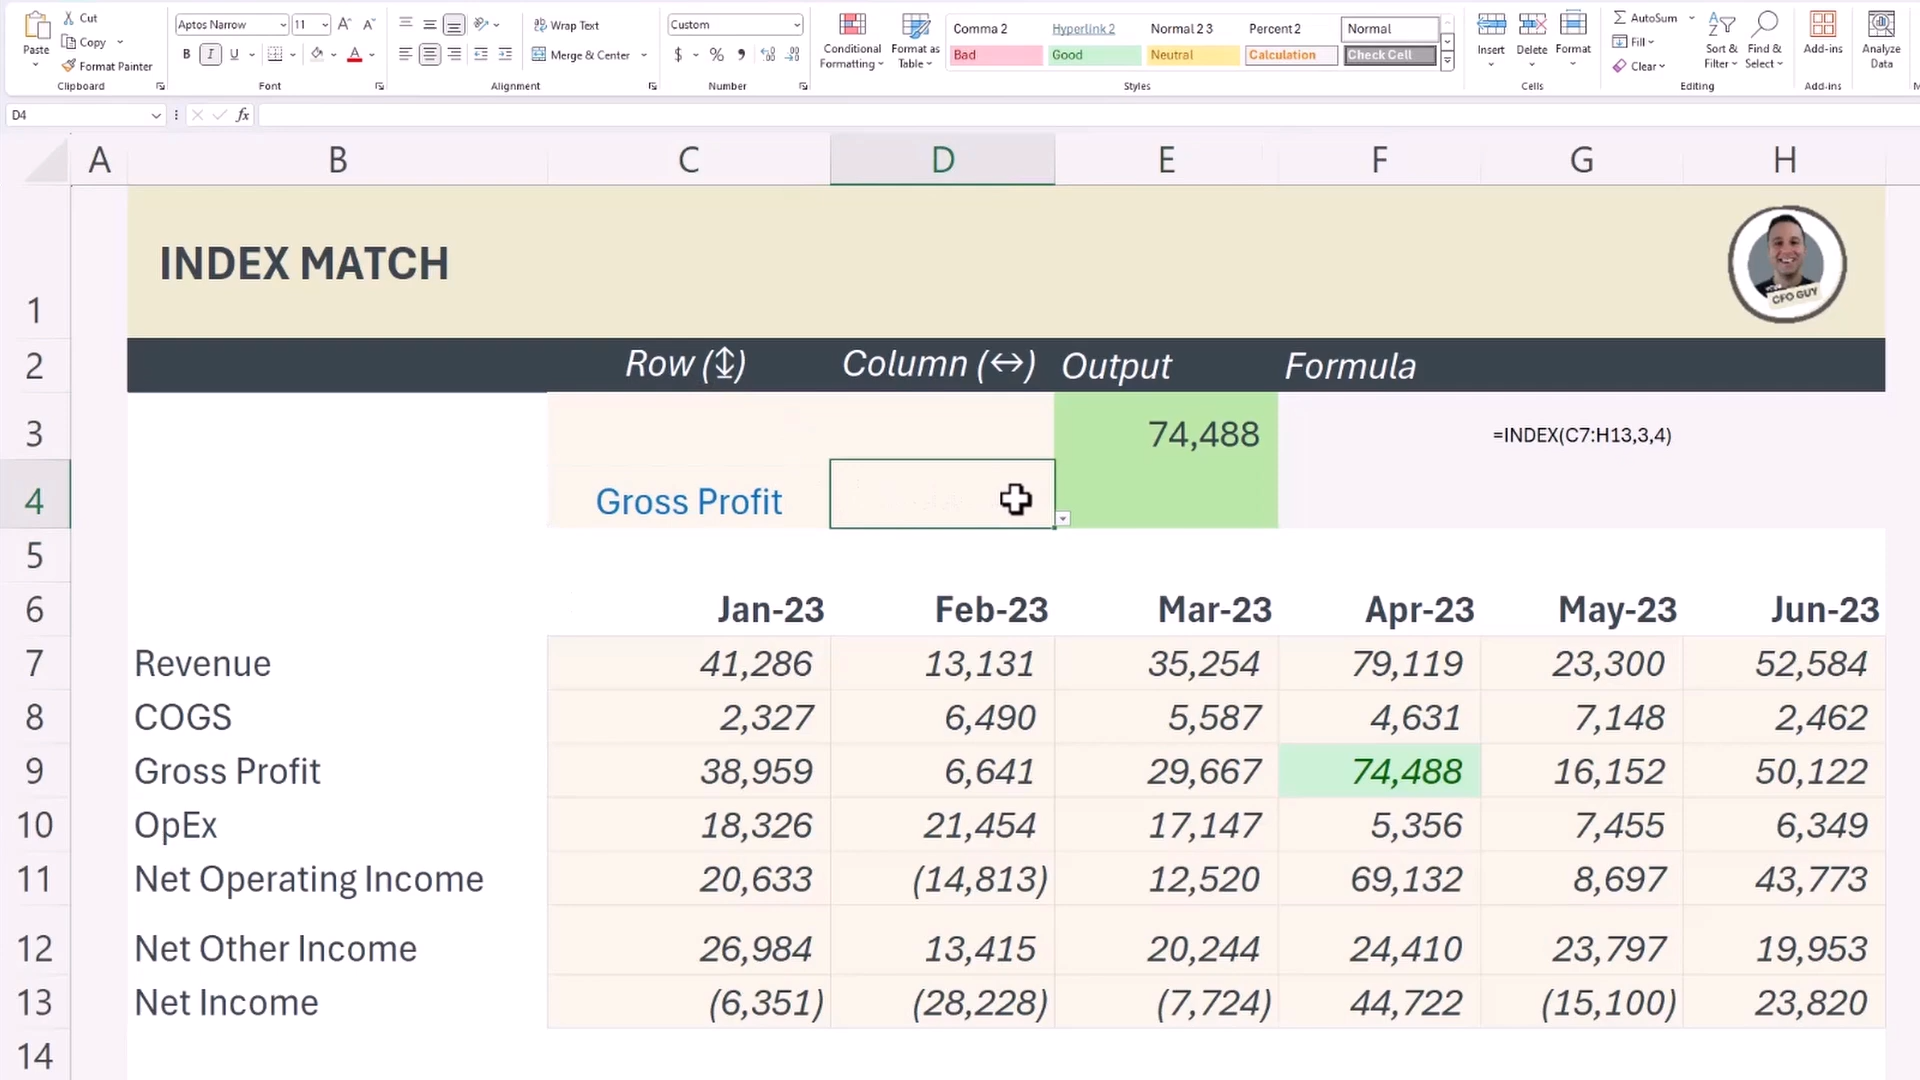 Paste
Cut
Copy
Format Painter
Clipboard
Aptos Narrow 11 A A
B I U A
Font
Wrap Text
Merge & Center
Alignment
Custom
$ % ,
Number
Conditional Formatting
Format as Table
Comma 2 Hyperlink 2 Normal 2 3 Percent 2 Normal
Bad Good Neutral Calculation Check Cell
Styles
Insert Delete Format
Cells
AutoSum
Fill
Clear
Sort & Filter
Find & Select
Editing
Add-ins
Add-ins
Analyze Data
D4 fx
A B C D E F G H
1 INDEX MATCH CFO GUY
2 Row (↕) Column (↔) Output Formula
3 74,488 =INDEX(C7:H13,3,4)
4 Gross Profit
5
6 Jan-23 Feb-23 Mar-23 Apr-23 May-23 Jun-23
7 Revenue 41,286 13,131 35,254 79,119 23,300 52,584
8 COGS 2,327 6,490 5,587 4,631 7,148 2,462
9 Gross Profit 38,959 6,641 29,667 74,488 16,152 50,122
10 OpEx 18,326 21,454 17,147 5,356 7,455 6,349
11 Net Operating Income 20,633 (14,813) 12,520 69,132 8,697 43,773
12 Net Other Income 26,984 13,415 20,244 24,410 23,797 19,953
13 Net Income (6,351) (28,228) (7,724) 44,722 (15,100) 23,820
14